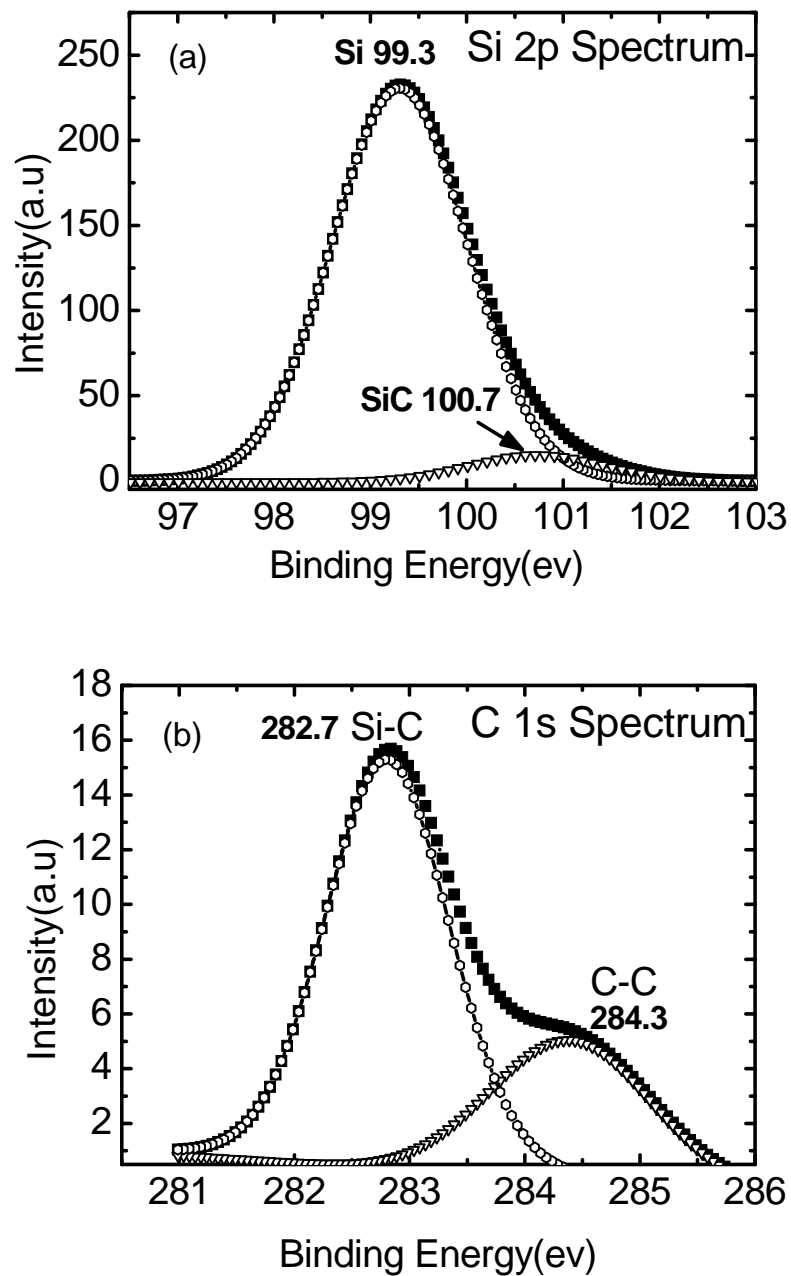 (a) Si 99.3 Si 2p Spectrum
250
200
150
100
50
0
Intensity(a.u)
SiC 100.7
97 98 99 100 101 102 103
Binding Energy(ev)
(b) 282.7 Si-C C 1s Spectrum
18
16
14
12
10
8
6
4
2
Intensity(a.u)
C-C
284.3
281 282 283 284 285 286
Binding Energy(ev)